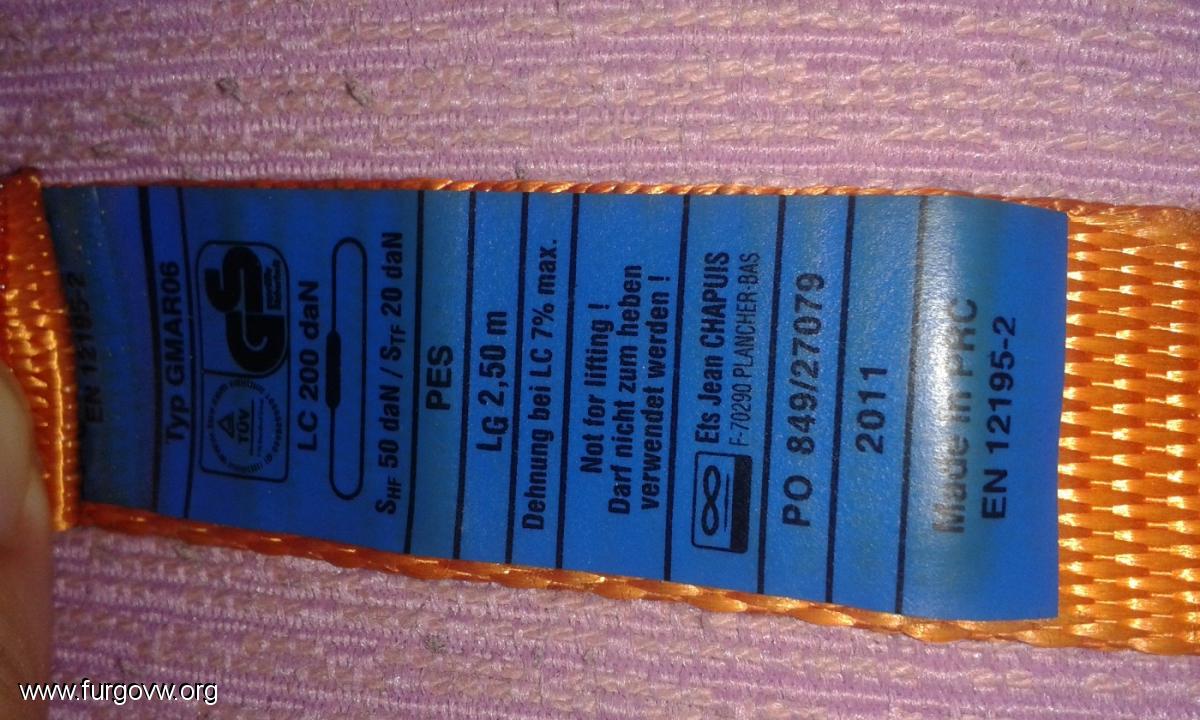 EN 12195-2
Typ GMAR06
TÜV
GS
LC 200 daN
SHF 50 daN / STF 20 daN
PES
LG 2,50 m
Dehnung bei LC 7% max.
Not for lifting !
Darf nicht zum heben
verwendet werden !
Ets Jean CHAPUIS
F-70290 PLANCHER-BAS
PO 849/27079
2011
Made in PRC
EN 12195-2
www.furgovw.org